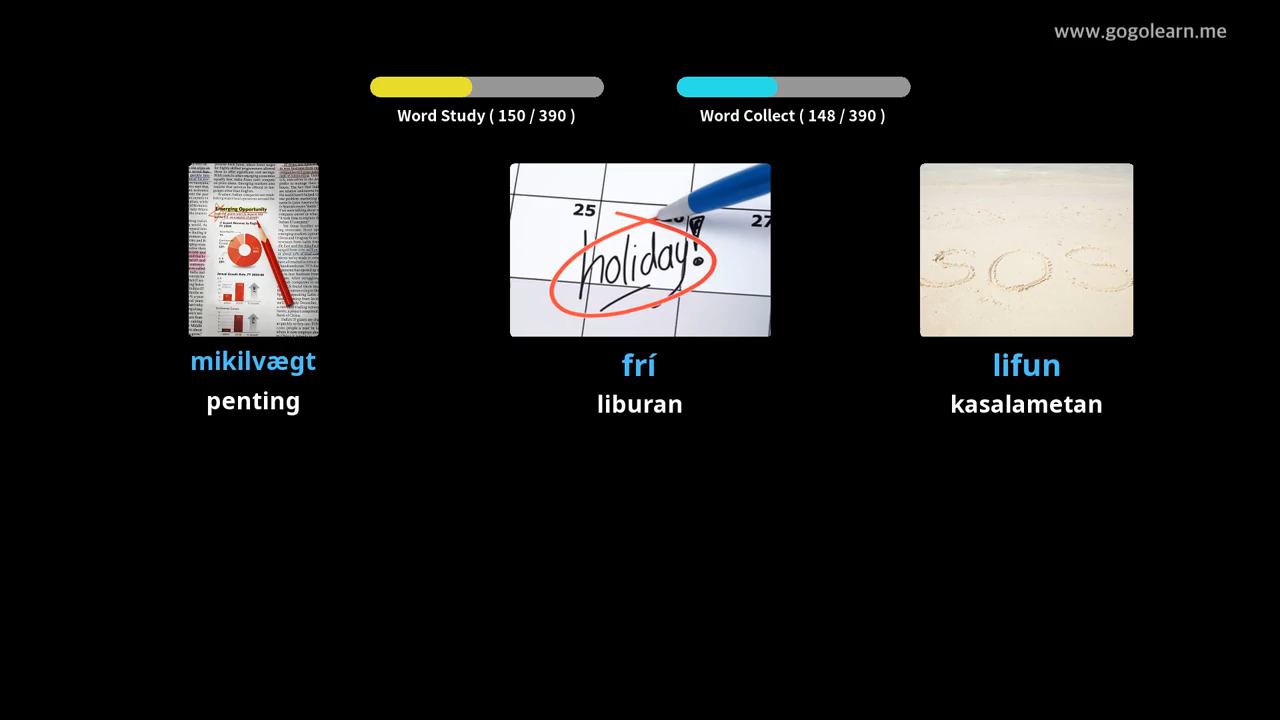 www.gogolearn.me
Word Study ( 150 / 390 )
Word Collect ( 148 / 390 )
Emerging Opportunity
25
27
holiday!
SOS
mikilvægt
frí
lifun
penting
liburan
kasalametan